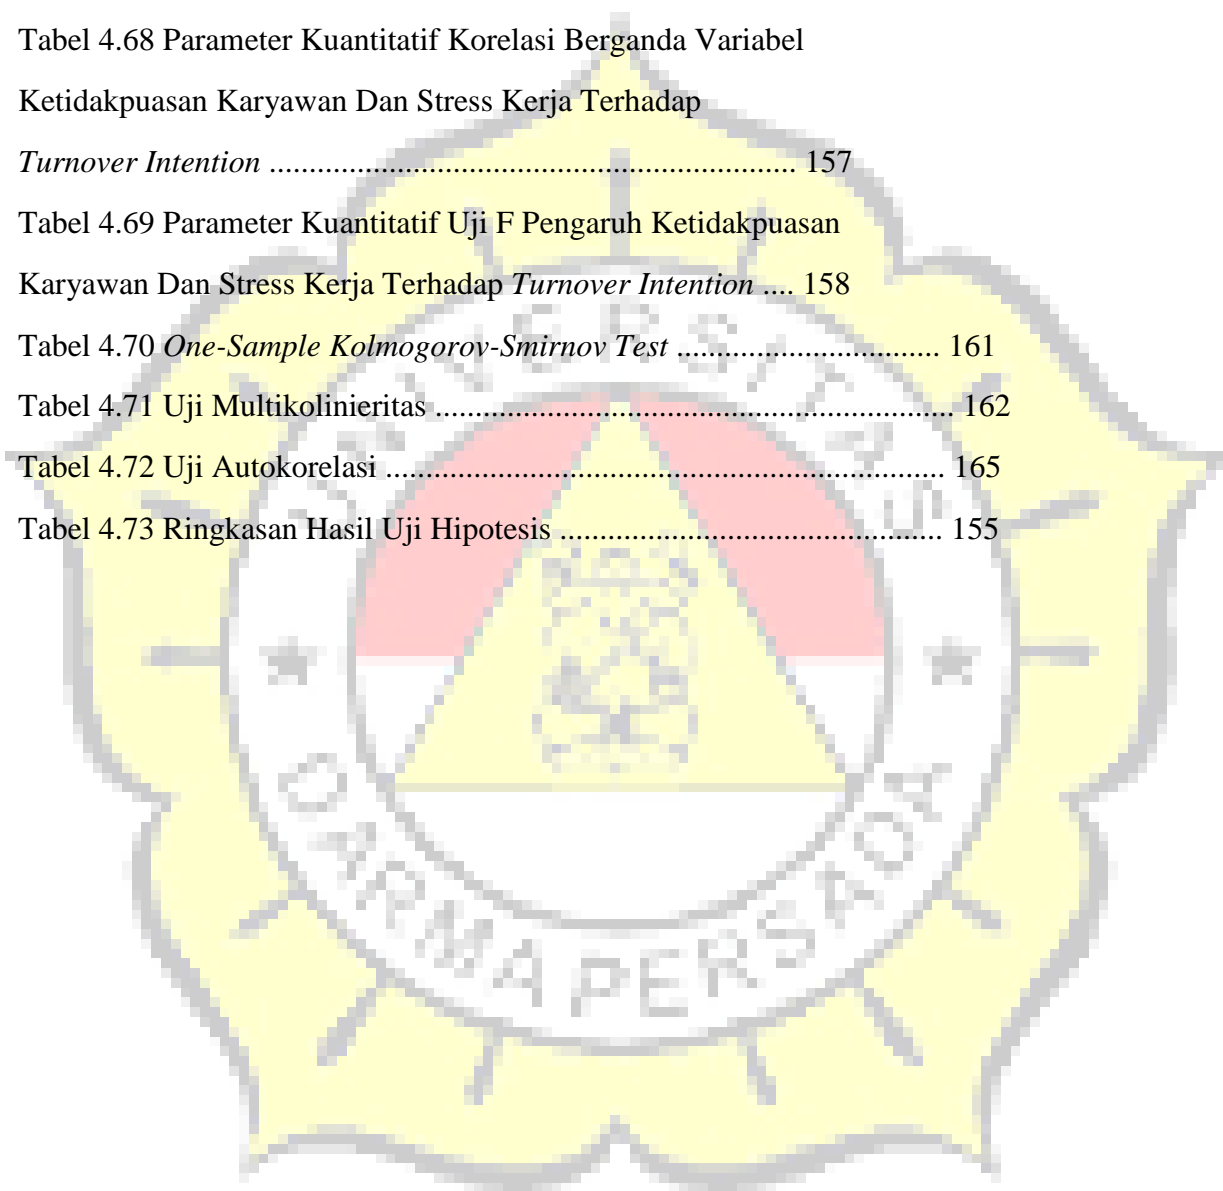 Tabel 4.68 Parameter Kuantitatif Korelasi Berganda Variabel
Ketidakpuasan Karyawan Dan Stress Kerja Terhadap
Turnover Intention ................................................................. 157
Tabel 4.69 Parameter Kuantitatif Uji F Pengaruh Ketidakpuasan
Karyawan Dan Stress Kerja Terhadap Turnover Intention .... 158
Tabel 4.70 One-Sample Kolmogorov-Smirnov Test ................................ 161
Tabel 4.71 Uji Multikolinieritas ................................................................ 162
Tabel 4.72 Uji Autokorelasi ..................................................................... 165
Tabel 4.73 Ringkasan Hasil Uji Hipotesis ............................................... 155
UNIVERSITAS
DARMA PERSADA